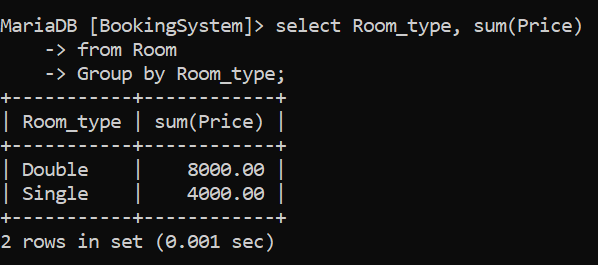 MariaDB [BookingSystem]> select Room_type, sum(Price)
    -> from Room
    -> Group by Room_type;
+-----------+------------+
| Room_type | sum(Price) |
+-----------+------------+
| Double    |    8000.00 |
| Single    |    4000.00 |
+-----------+------------+
2 rows in set (0.001 sec)